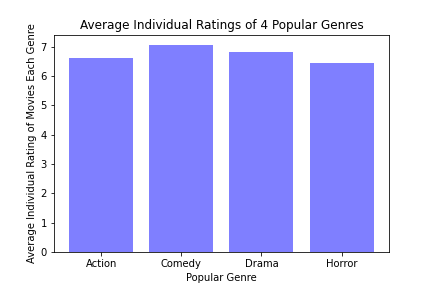 Average Individual Ratings of 4 Popular Genres
Average Individual Rating of Movies Each Genre
7
6
5
4
3
2
1
0
Action Comedy Drama Horror
Popular Genre